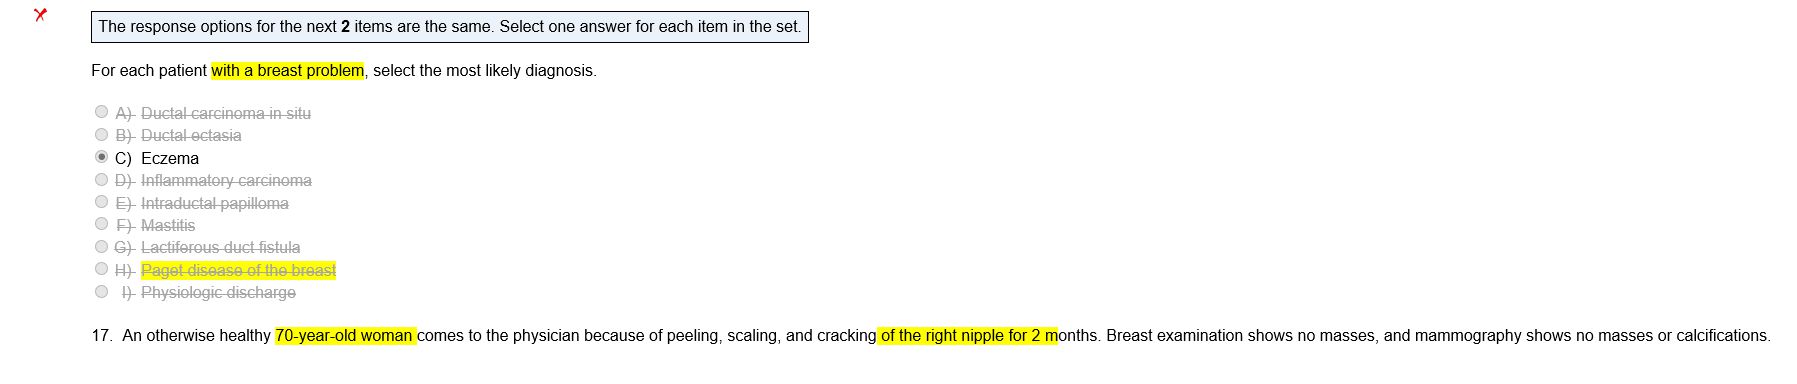 The response options for the next 2 items are the same. Select one answer for each item in the set.
For each patient with a breast problem, select the most likely diagnosis.
A) Ductal carcinoma in situ
B) Ductal ectasia
C) Eczema
D) Inflammatory carcinoma
E) Intraductal papilloma
F) Mastitis
G) Lactiferous duct fistula
H) Paget disease of the breast
I) Physiologic discharge
17. An otherwise healthy 70-year-old woman comes to the physician because of peeling, scaling, and cracking of the right nipple for 2 months. Breast examination shows no masses, and mammography shows no masses or calcifications.